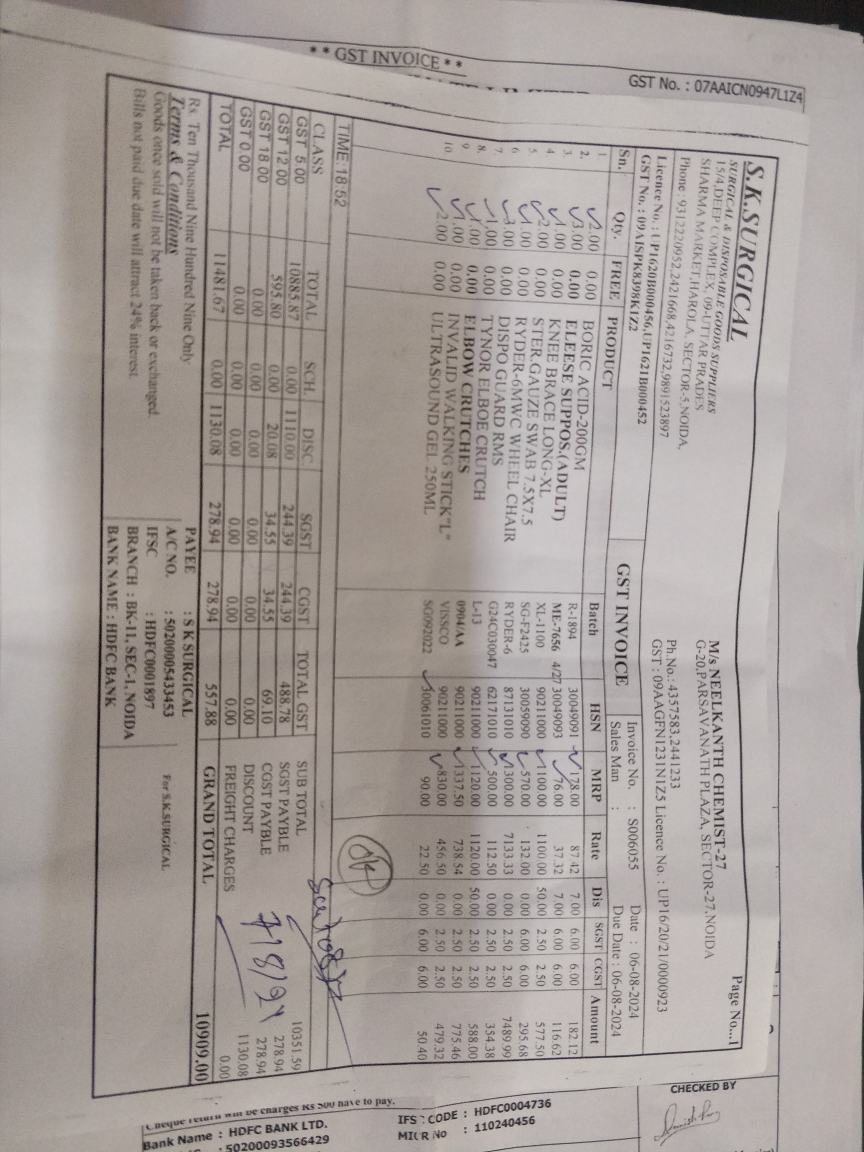 ** GST INVOICE **
GST No. : 07AAICN0947L1Z4
Page No...1
S.K.SURGICAL
SURGICAL & DISPOSABLE GOODS SUPPLIERS
15/4,DEEP COMPLEX, 09-UTTAR PRADES
SHARMA MARKET,HAROLA, SECTOR-5,NOIDA,
Phone : 9312220952,2421668,4216732,9891523897
Licence No. : UP1620B000456,UP1621B000452
GST No. : 09AISPK8398K1Z2
M/s NEELKANTH CHEMIST-27
G-20,PARSAVANATH PLAZA, SECTOR-27,NOIDA
Ph.No.: 4357583,2441233
GST : 09AAGFN1231N1Z5 Licence No. : UP16/20/21/0000923
GST INVOICE
Invoice No. : S006055 Date : 06-08-2024
Sales Man : Due Date : 06-08-2024
Sn. Qty. FREE PRODUCT Batch HSN MRP Rate Dis SGST CGST Amount
1. 2.00 0.00 BORIC ACID-200GM R-1894 30049091 178.00 87.42 7.00 6.00 6.00 182.12
2. 3.00 0.00 ELEESE SUPPOS.(ADULT) ME-7656 4/27 30049093 76.00 37.32 7.00 6.00 6.00 116.62
3. 1.00 0.00 KNEE BRACE LONG-XL XL-1100 90211000 1100.00 1100.00 50.00 2.50 2.50 577.50
4. 2.00 0.00 STER.GAUZE SWAB 7.5X7.5 SG-F2425 30059090 570.00 132.00 0.00 6.00 6.00 295.68
5 1.00 0.00 RYDER-6MWC WHEEL CHAIR RYDER-6 87131010 1300.00 7133.33 0.00 2.50 2.50 7489.99
6 3.00 0.00 DISPO GUARD RMS G24C030047 62171010 500.00 112.50 0.00 2.50 2.50 354.38
7. 1.00 0.00 TYNOR ELBOE CRUTCH L-13 90211000 1120.00 1120.00 50.00 2.50 2.50 588.00
8. 1.00 0.00 ELBOW CRUTCHES 0904/AA 90211000 1337.50 738.54 0.00 2.50 2.50 775.46
9. 1.00 0.00 INVALID WALKING STICK"L" VISSCO 90211000 830.00 456.50 0.00 2.50 2.50 479.32
10 2.00 0.00 ULTRASOUND GEL 250ML SG092022 30061010 90.00 22.50 0.00 6.00 6.00 50.40
TIME:18:52
CLASS TOTAL SCH. DISC. SGST CGST TOTAL GST
GST 5.00 10885.87 0.00 1110.00 244.39 244.39 488.78
GST 12.00 595.80 0.00 20.08 34.55 34.55 69.10
GST 18.00 0.00 0.00 0.00 0.00 0.00 0.00
GST 0.00 0.00 0.00
TOTAL 11481.67 0.00 1130.08 278.94 278.94 557.88
SUB TOTAL 10351.59
SGST PAYBLE 278.94
CGST PAYBLE 278.94
DISCOUNT 1130.08
FREIGHT CHARGES 0.00
GRAND TOTAL 10909.00
7/8/24
Rs. Ten Thousand Nine Hundred Nine Only
Terms & Conditions
Goods once sold will not be taken back or exchanged.
Bills not paid due date will attract 24% interest.
PAYEE : S K SURGICAL
A/C NO. : 50200005433453
IFSC : HDFC0001897
BRANCH : BK-11, SEC-1, NOIDA
BANK NAME : HDFC BANK
For S.K.SURGICAL
CHECKED BY
Cheque return will be charges Rs 500 have to pay.
Bank Name : HDFC BANK LTD.
: 50200093566429
IFS CODE : HDFC0004736
MICR No : 110240456